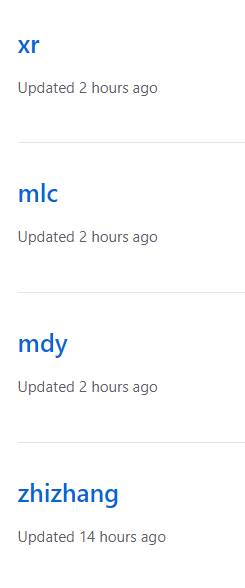 xr
Updated 2 hours ago
mlc
Updated 2 hours ago
mdy
Updated 2 hours ago
zhizhang
Updated 14 hours ago